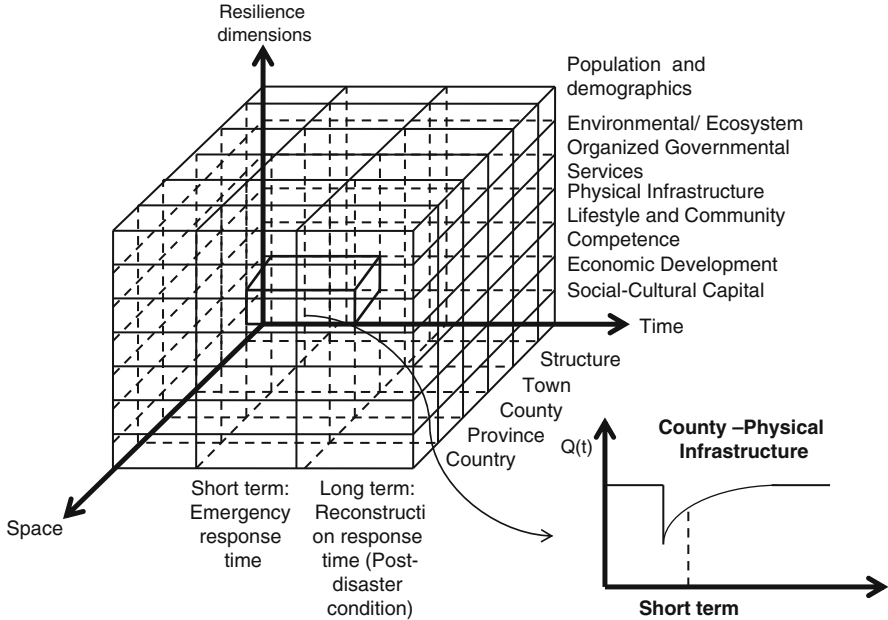 Resilience
dimensions
Population and
demographics
Environmental/ Ecosystem
Organized Governmental
Services
Physical Infrastructure
Lifestyle and Community
Competence
Economic Development
Social-Cultural Capital
Time
Structure
Town
County
Province
Country
Space
Short term:
Emergency
response
time
Long term:
Reconstructi
on response
time (Post-
disaster
condition)
County –Physical
Infrastructure
Q(t)
Short term